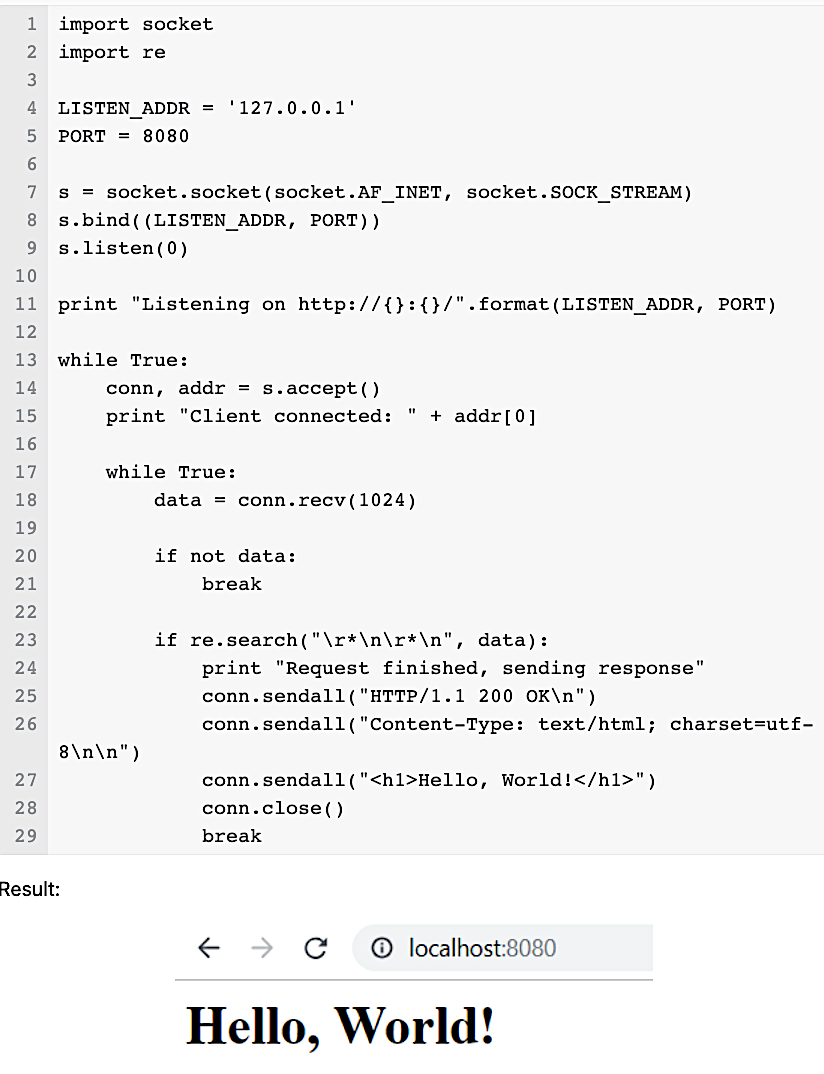 1 import socket
2 import re
3
4 LISTEN_ADDR = '127.0.0.1'
5 PORT = 8080
6
7 s = socket.socket(socket.AF_INET, socket.SOCK_STREAM)
8 s.bind((LISTEN_ADDR, PORT))
9 s.listen(0)
10
11 print "Listening on http://{}:{}/".format(LISTEN_ADDR, PORT)
12
13 while True:
14     conn, addr = s.accept()
15     print "Client connected: " + addr[0]
16
17     while True:
18         data = conn.recv(1024)
19
20         if not data:
21             break
22
23         if re.search("\r*\n\r*\n", data):
24             print "Request finished, sending response"
25             conn.sendall("HTTP/1.1 200 OK\n")
26             conn.sendall("Content-Type: text/html; charset=utf-
8\n\n")
27             conn.sendall("<h1>Hello, World!</h1>")
28             conn.close()
29             break
Result:
localhost:8080
Hello, World!